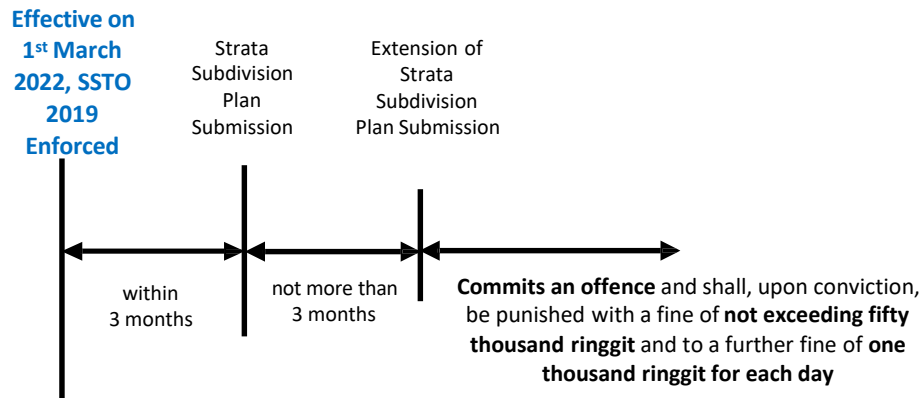 Effective on
1st March
2022, SSTO
2019
Enforced
Strata
Subdivision
Plan
Submission
Extension of
Strata
Subdivision
Plan Submission
within
3 months
not more than
3 months
Commits an offence and shall, upon conviction,
be punished with a fine of not exceeding fifty
thousand ringgit and to a further fine of one
thousand ringgit for each day